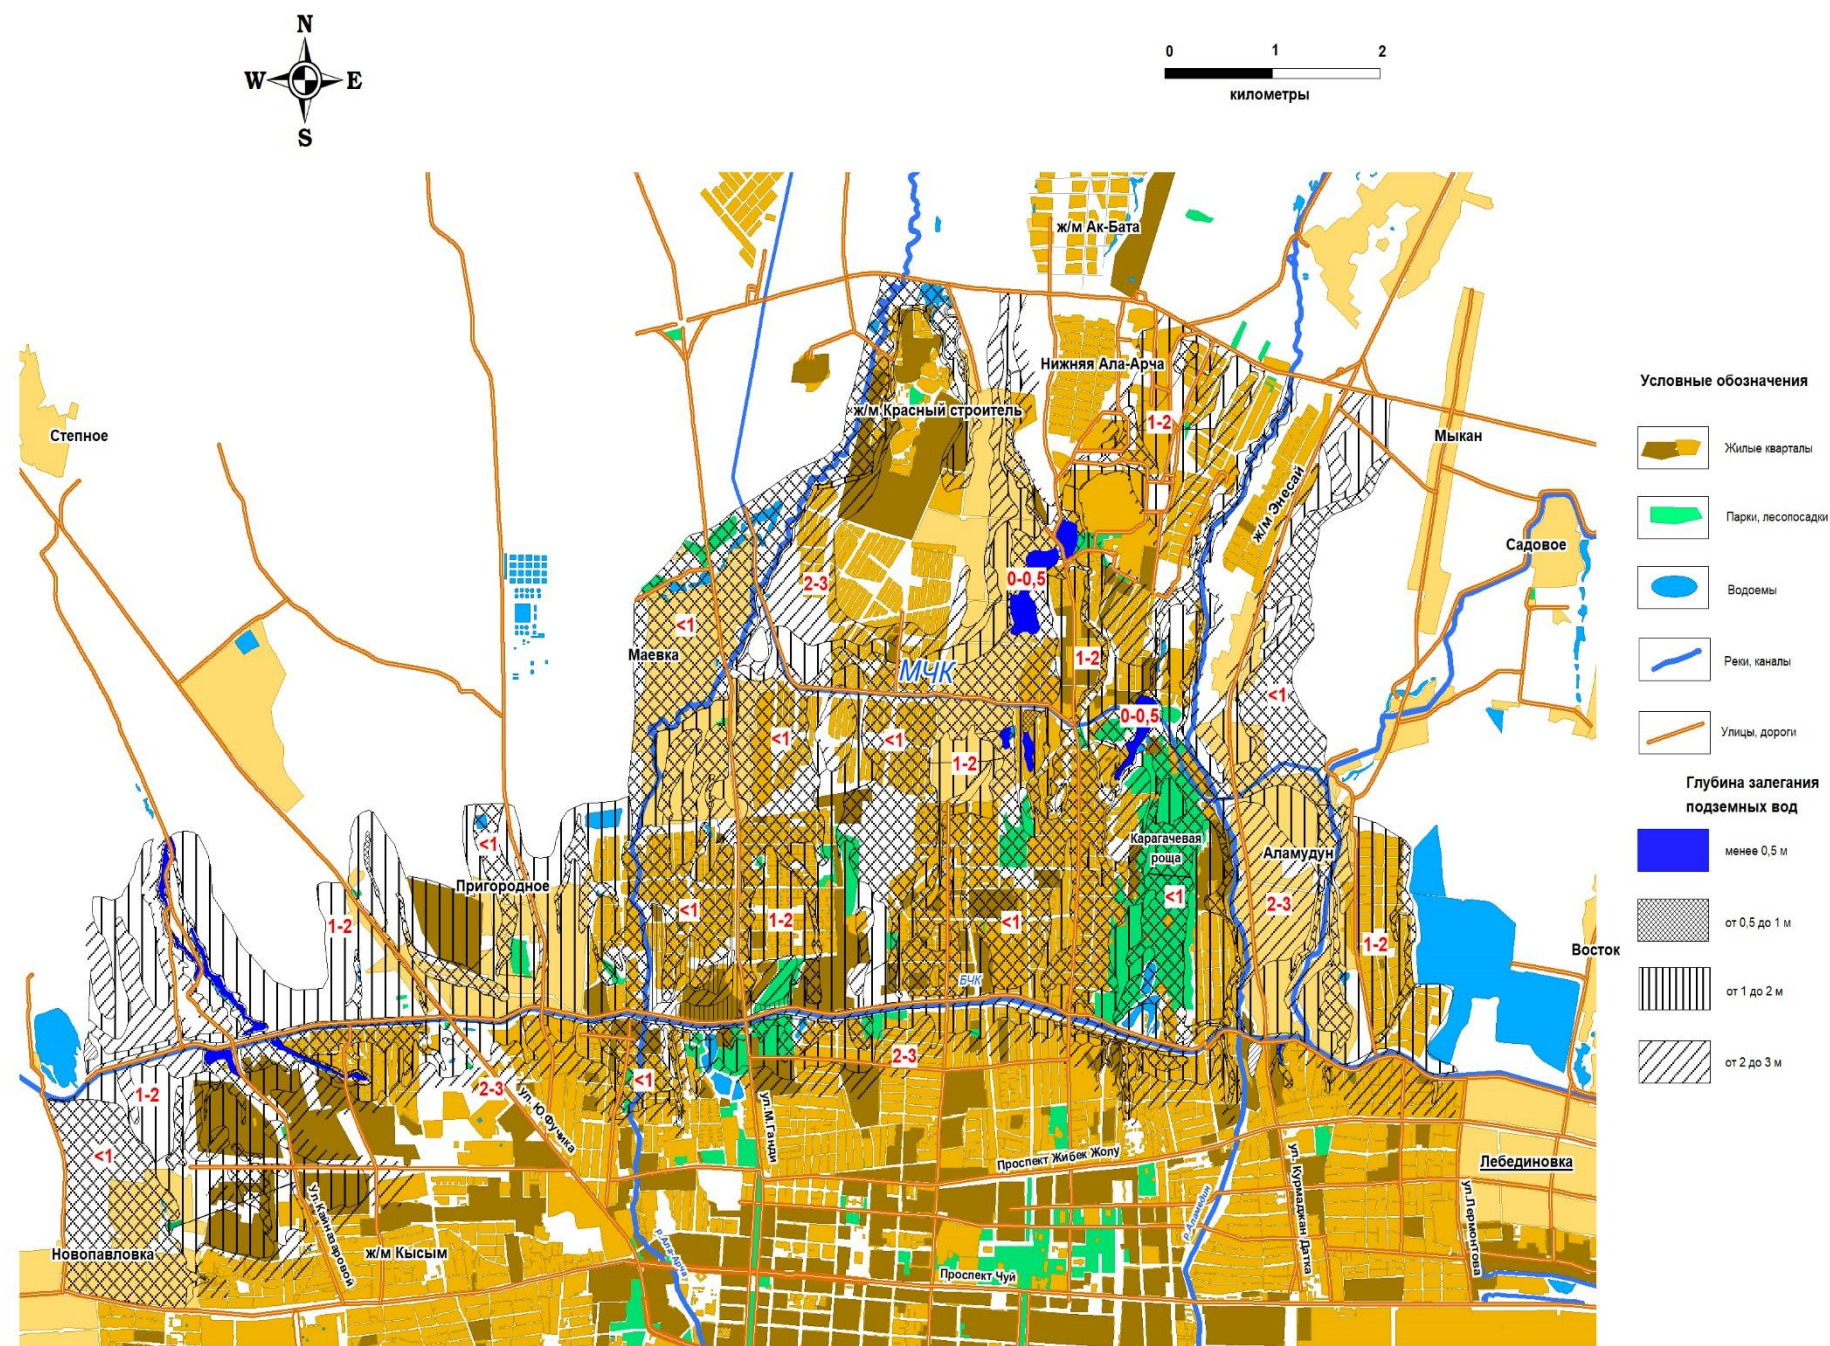 N
W E
S
0 1 2
километры
ж/м Ак-Бата
Нижняя Ала-Арча
ж/м Красный строитель
1-2
Степное
Мыкан
ж/м Энесай
Садовое
2-3
0-0,5
<1
Маевка
1-2
МЧК
<1
0-0,5
<1
<1
1-2
Карагачевая
роща
<1
Аламудун
Пригородное
<1
2-3
<1
1-2
<1
1-2
1-2
Восток
БЧК
2-3
1-2
2-3
<1
ул. Ю.Фучика
ул.М.Ганди
<1
Проспект Жибек Жолу
Лебединовка
Ул.Кайназаровой
р.Ала-Арча
р.Аламедин
ул. Курмаджан Датка
ул.Лермонтова
Новопавловка
ж/м Кысым
Проспект Чуй
Условные обозначения
Жилые кварталы
Парки, лесопосадки
Водоемы
Реки, каналы
Улицы, дороги
Глубина залегания
подземных вод
менее 0,5 м
от 0,5 до 1 м
от 1 до 2 м
от 2 до 3 м